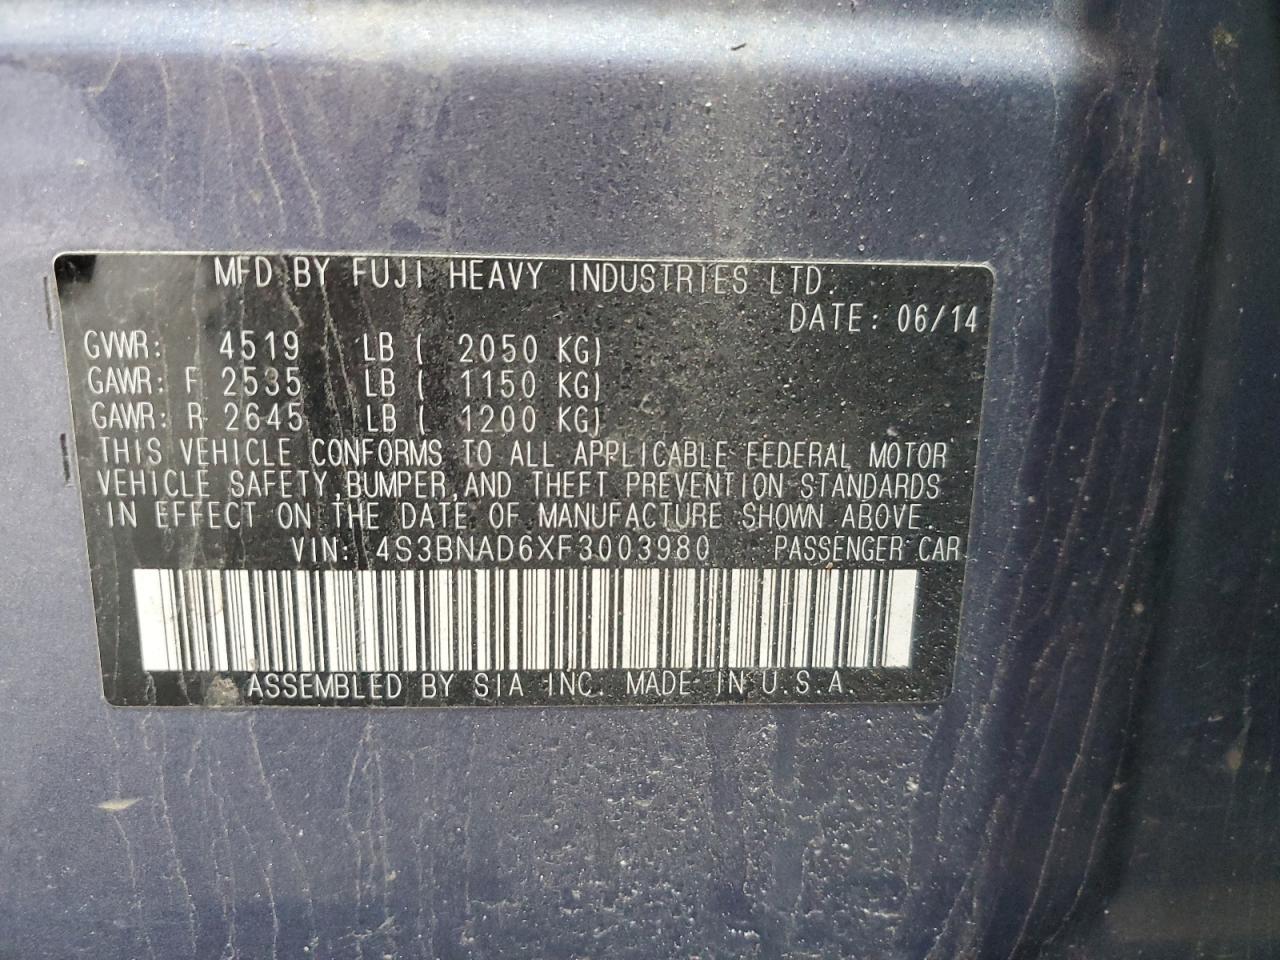 MFD BY FUJI HEAVY INDUSTRIES LTD.
DATE: 06/14
GVWR: 4519 LB ( 2050 KG)
GAWR: F 2535 LB ( 1150 KG)
GAWR: R 2645 LB ( 1200 KG)
THIS VEHICLE CONFORMS TO ALL APPLICABLE FEDERAL MOTOR
VEHICLE SAFETY,BUMPER,AND THEFT PREVENTION STANDARDS
IN EFFECT ON THE DATE OF MANUFACTURE SHOWN ABOVE.
VIN: 4S3BNAD6XF3003980 PASSENGER CAR
ASSEMBLED BY SIA INC. MADE IN U.S.A.